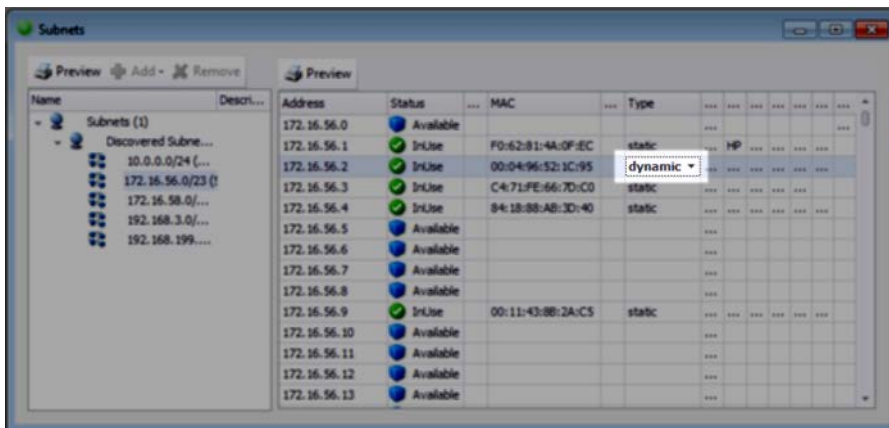 Subnets
Preview Add Remove
Name Descri...
Subnets (1)
Discovered Subne...
10.0.0.0/24 (...
172.16.56.0/23 (
172.16.58.0/...
192.168.3.0/...
192.168.199....
Preview
Address Status ... MAC ... Type ... ... ... ... ... ...
172.16.56.0 Available ... ...
172.16.56.1 InUse F0:62:81:4A:0F:EC static ... HP ... ... ... ...
172.16.56.2 InUse 00:04:96:52:1C:95 dynamic ... ... ... ... ... ...
172.16.56.3 InUse C4:71:FE:66:7D:C0 static ... ... ... ... ...
172.16.56.4 InUse 84:18:88:AB:3D:40 static ... ... ... ... ... ...
172.16.56.5 Available ...
172.16.56.6 Available ...
172.16.56.7 Available ...
172.16.56.8 Available ...
172.16.56.9 InUse 00:11:43:8B:2A:C5 static ... ... ... ... ... ...
172.16.56.10 Available ...
172.16.56.11 Available ...
172.16.56.12 Available ...
172.16.56.13 Available ...